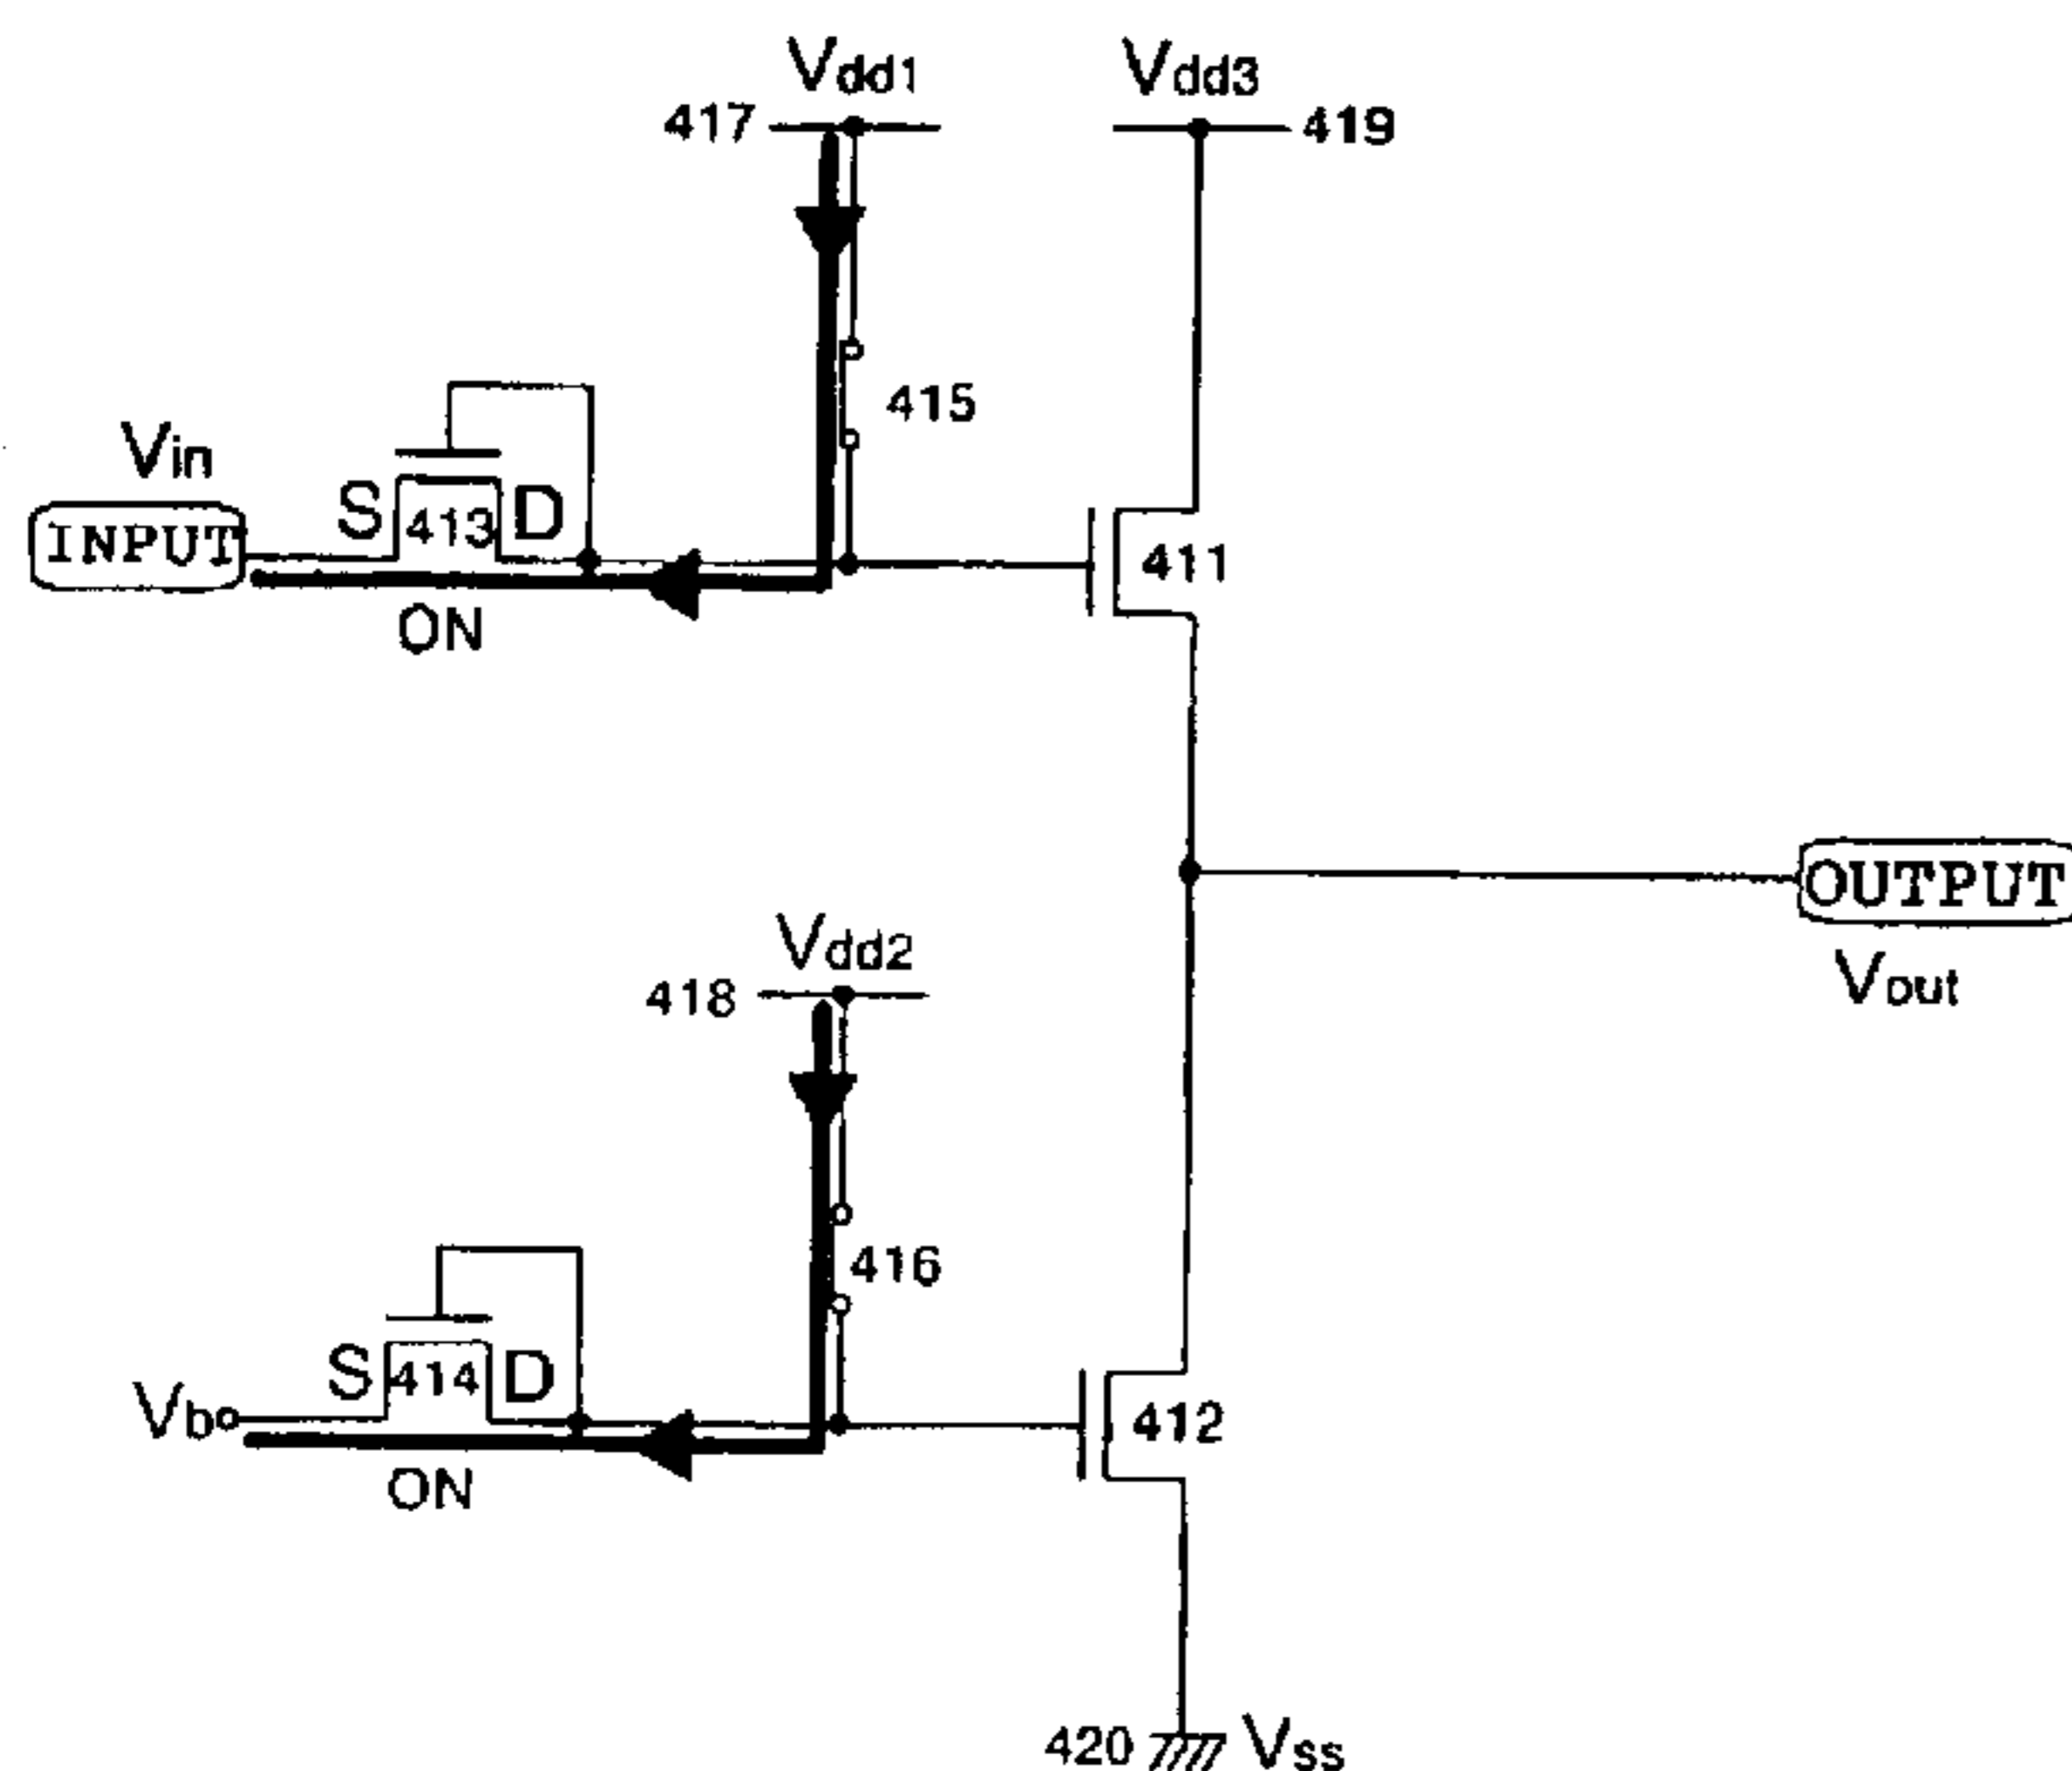 Vdd1
Vdd3
417
419
415
Vin
S
413
D
INPUT
411
ON
OUTPUT
Vdd2
Vout
418
416
S
414
D
Vb
412
ON
420
Vss